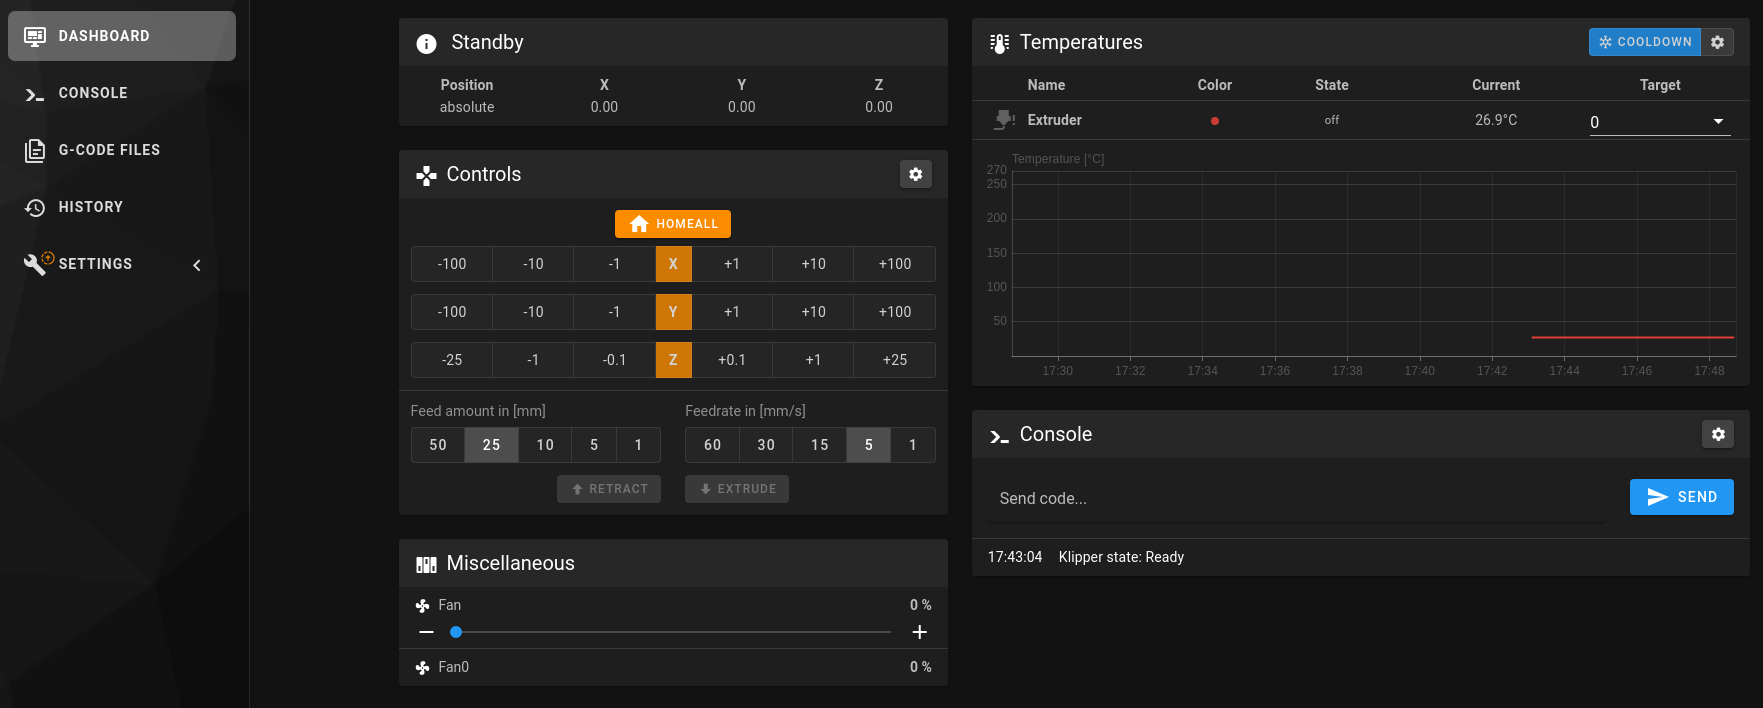 DASHBOARD
CONSOLE
G-CODE FILES
HISTORY
SETTINGS
Standby
Position X Y Z
absolute 0.00 0.00 0.00
Controls
HOMEALL
-100 -10 -1 X +1 +10 +100
-100 -10 -1 Y +1 +10 +100
-25 -1 -0.1 Z +0.1 +1 +25
Feed amount in [mm] Feedrate in [mm/s]
50 25 10 5 1 60 30 15 5 1
RETRACT EXTRUDE
Miscellaneous
Fan 0 %
Fan0 0 %
Temperatures COOLDOWN
Name Color State Current Target
Extruder off 26.9°C 0
Temperature [°C]
270
250
200
150
100
50
17:30 17:32 17:34 17:36 17:38 17:40 17:42 17:44 17:46 17:48
Console
Send code... SEND
17:43:04 Klipper state: Ready